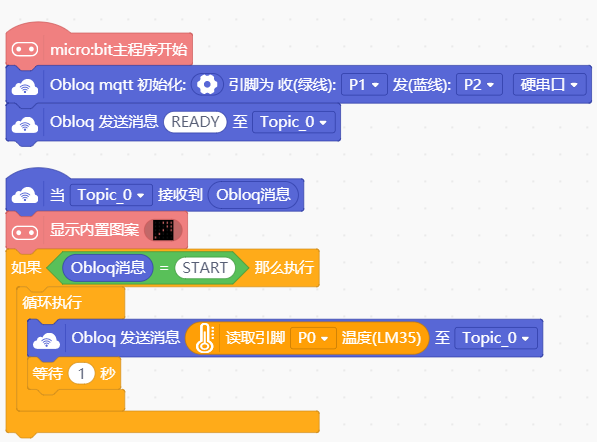 micro:bit主程序开始
Obloq mqtt 初始化: 引脚为 收(绿线): P1 发(蓝线): P2 硬串口
Obloq 发送消息 READY 至 Topic_0
当 Topic_0 接收到 Obloq消息
显示内置图案
如果 Obloq消息 = START 那么执行
循环执行
Obloq 发送消息 读取引脚 P0 温度(LM35) 至 Topic_0
等待 1 秒